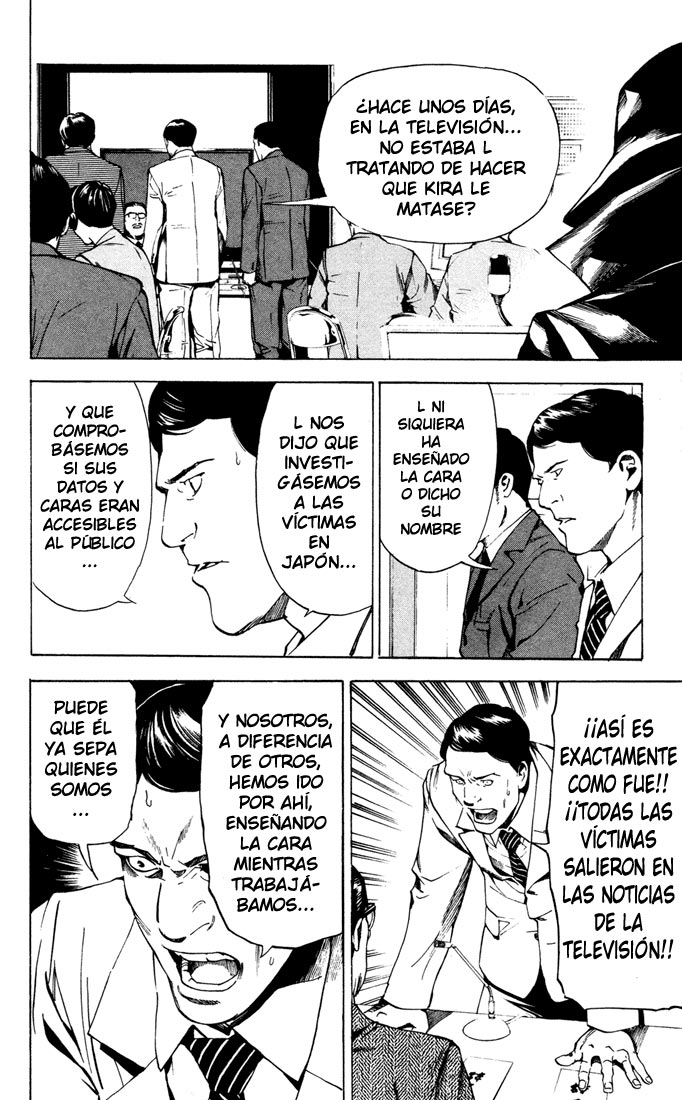 ¿HACE UNOS DÍAS,
EN LA TELEVISIÓN...
NO ESTABA L
TRATANDO DE HACER
QUE KIRA LE
MATASE?
L NI
SIQUIERA
HA
ENSEÑADO
LA CARA
O DICHO
SU
NOMBRE
L NOS
DIJO QUE
INVESTI-
GÁSEMOS
A LAS
VÍCTIMAS
EN
JAPÓN...
Y QUE
COMPRO-
BÁSEMOS
SI SUS
DATOS Y
CARAS ERAN
ACCESIBLES
AL PÚBLICO
...
¡¡ASÍ ES
EXACTAMENTE
COMO FUE!!
¡¡TODAS LAS
VÍCTIMAS
SALIERON EN
LAS NOTICIAS
DE LA
TELEVISIÓN!!
Y NOSOTROS,
A DIFERENCIA
DE OTROS,
HEMOS IDO
POR AHÍ,
ENSEÑANDO
LA CARA
MIENTRAS
TRABAJÁ-
BAMOS...
PUEDE
QUE ÉL
YA SEPA
QUIENES
SOMOS
...